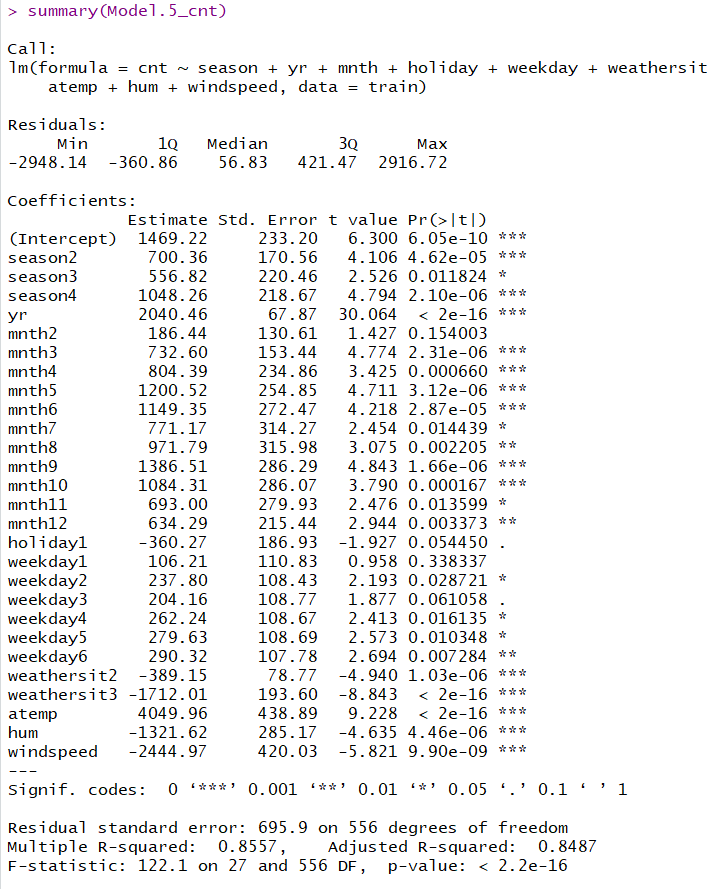 > summary(Model.5_cnt)
Call:
lm(formula = cnt ~ season + yr + mnth + holiday + weekday + weathersit
    atemp + hum + windspeed, data = train)
Residuals:
     Min       1Q   Median       3Q      Max
-2948.14  -360.86    56.83   421.47  2916.72
Coefficients:
            Estimate Std. Error t value Pr(>|t|)
(Intercept)  1469.22     233.20   6.300 6.05e-10 ***
season2       700.36     170.56   4.106 4.62e-05 ***
season3       556.82     220.46   2.526 0.011824 *
season4      1048.26     218.67   4.794 2.10e-06 ***
yr           2040.46      67.87  30.064  < 2e-16 ***
mnth2         186.44     130.61   1.427 0.154003
mnth3         732.60     153.44   4.774 2.31e-06 ***
mnth4         804.39     234.86   3.425 0.000660 ***
mnth5        1200.52     254.85   4.711 3.12e-06 ***
mnth6        1149.35     272.47   4.218 2.87e-05 ***
mnth7         771.17     314.27   2.454 0.014439 *
mnth8         971.79     315.98   3.075 0.002205 **
mnth9        1386.51     286.29   4.843 1.66e-06 ***
mnth10       1084.31     286.07   3.790 0.000167 ***
mnth11        693.00     279.93   2.476 0.013599 *
mnth12        634.29     215.44   2.944 0.003373 **
holiday1     -360.27     186.93  -1.927 0.054450 .
weekday1      106.21     110.83   0.958 0.338337
weekday2      237.80     108.43   2.193 0.028721 *
weekday3      204.16     108.77   1.877 0.061058 .
weekday4      262.24     108.67   2.413 0.016135 *
weekday5      279.63     108.69   2.573 0.010348 *
weekday6      290.32     107.78   2.694 0.007284 **
weathersit2  -389.15      78.77  -4.940 1.03e-06 ***
weathersit3 -1712.01     193.60  -8.843  < 2e-16 ***
atemp        4049.96     438.89   9.228  < 2e-16 ***
hum         -1321.62     285.17  -4.635 4.46e-06 ***
windspeed   -2444.97     420.03  -5.821 9.90e-09 ***
---
Signif. codes:  0 ‘***’ 0.001 ‘**’ 0.01 ‘*’ 0.05 ‘.’ 0.1 ‘ ’ 1
Residual standard error: 695.9 on 556 degrees of freedom
Multiple R-squared:  0.8557,    Adjusted R-squared:  0.8487
F-statistic: 122.1 on 27 and 556 DF,  p-value: < 2.2e-16